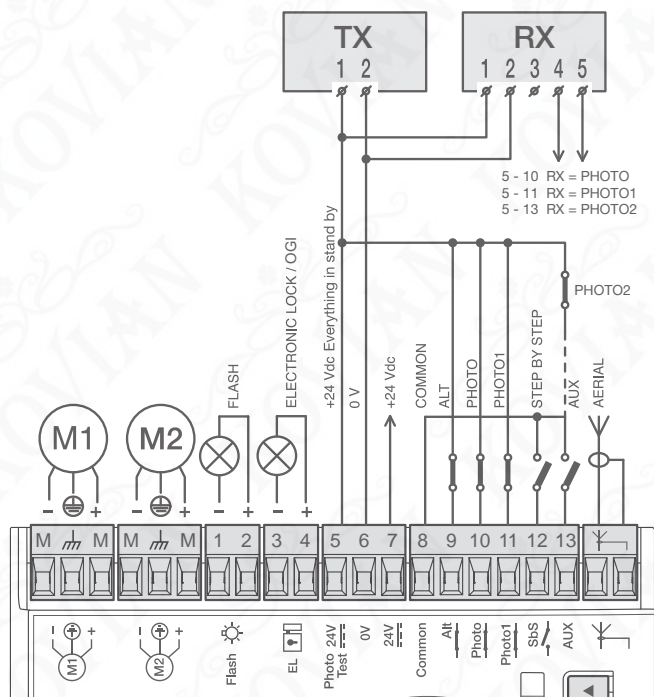 TX
1 2
RX
1 2 3 4 5
5 - 10 RX = PHOTO
5 - 11 RX = PHOTO1
5 - 13 RX = PHOTO2
PHOTO2
FLASH
ELECTRONIC LOCK / OGI
+24 Vdc Everything in stand by
0 V
+24 Vdc
COMMON
ALT
PHOTO
PHOTO1
STEP BY STEP
AUX
AERIAL
M1
M2
- +
- +
- +
- +
M M M M 1 2 3 4 5 6 7 8 9 10 11 12 13
- +
M1
- +
M2
Flash
EL
Photo 24V
Test
0V
24V
Common
Alt
Photo
Photo1
SbS
AUX
KOVIAN